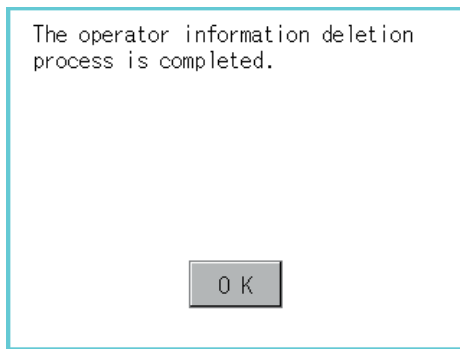 The operator information deletion
process is completed.
OK